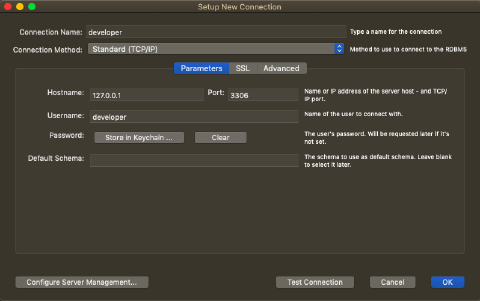 Setup New Connection
Connection Name: developer Type a name for the connection
Connection Method: Standard (TCP/IP) Method to use to connect to the RDBMS
Parameters SSL Advanced
Hostname: 127.0.0.1 Port: 3306 Name or IP address of the server host - and TCP/
IP port.
Username: developer Name of the user to connect with.
Password: Store in Keychain ... Clear The user's password. Will be requested later if it's
not set.
Default Schema: The schema to use as default schema. Leave blank
to select it later.
Configure Server Management... Test Connection Cancel OK